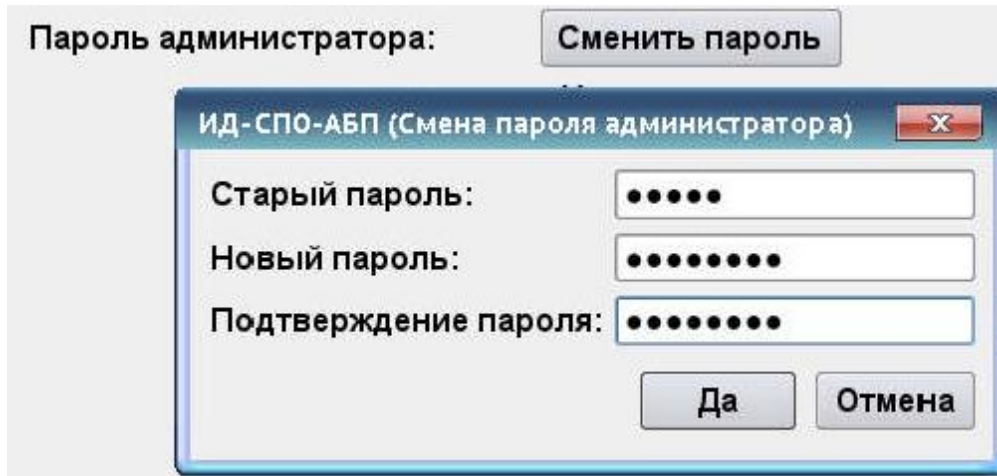 Пароль администратора: Сменить пароль
ИД-СПО-АБП (Смена пароля администратора)
Старый пароль: •••••
Новый пароль: ••••••••
Подтверждение пароля: ••••••••
Да Отмена